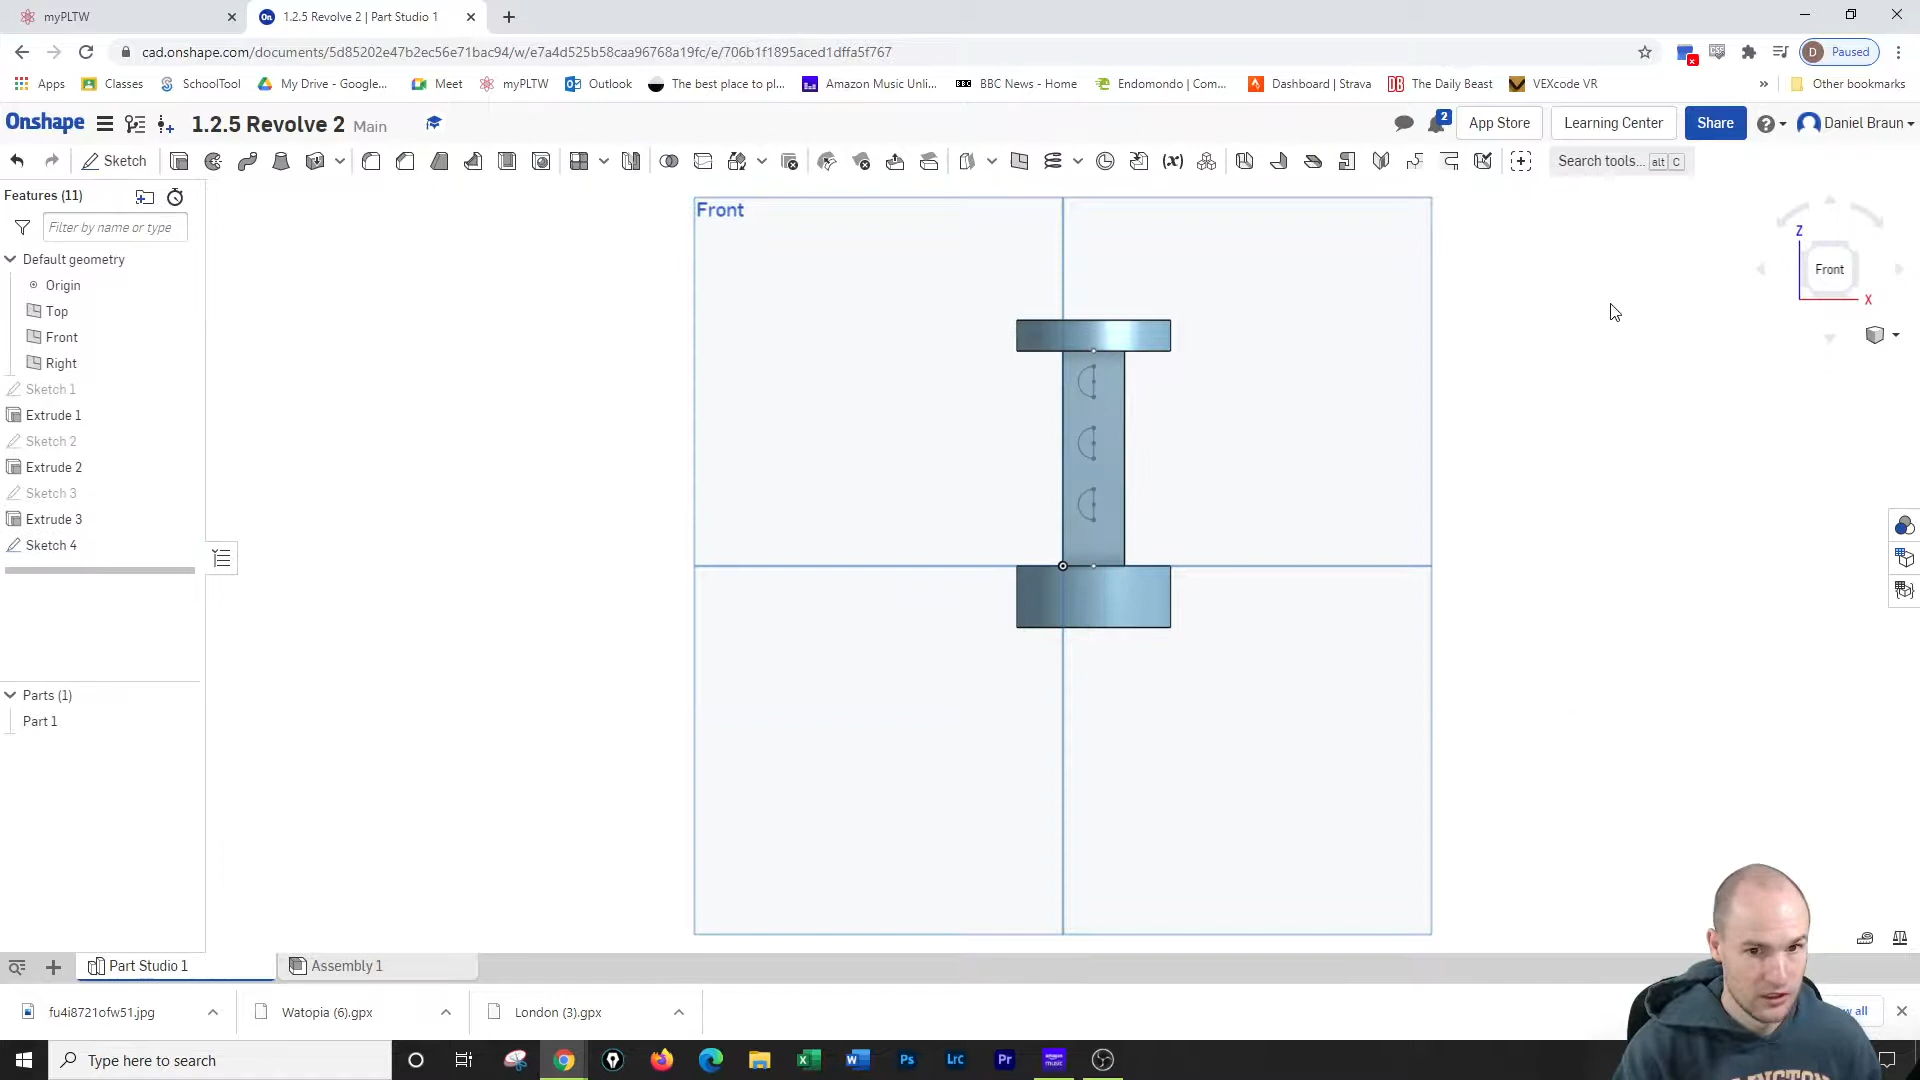 myPLTW
1.2.5 Revolve 2 | Part Studio 1
cad.onshape.com/documents/5d85202e47b2ec56e71bac94/w/e7a4d525b58caa96768a19fc/e/706b1f1895aced1dffa5f767
D Paused
Apps
Classes
SchoolTool
My Drive - Google...
Meet
myPLTW
Outlook
The best place to pl...
Amazon Music Unli...
BBC News - Home
Endomondo | Com...
Dashboard | Strava
The Daily Beast
VEXcode VR
Other bookmarks
Onshape
1.2.5 Revolve 2 Main
2
App Store
Learning Center
Share
Daniel Braun
Sketch
Search tools... alt C
Features (11)
Filter by name or type
Default geometry
Origin
Top
Front
Right
Sketch 1
Extrude 1
Sketch 2
Extrude 2
Sketch 3
Extrude 3
Sketch 4
Parts (1)
Part 1
Front
Z
Front
X
Part Studio 1
Assembly 1
fu4i8721ofw51.jpg
Watopia (6).gpx
London (3).gpx
Type here to search
Ps
Lrc
Pr